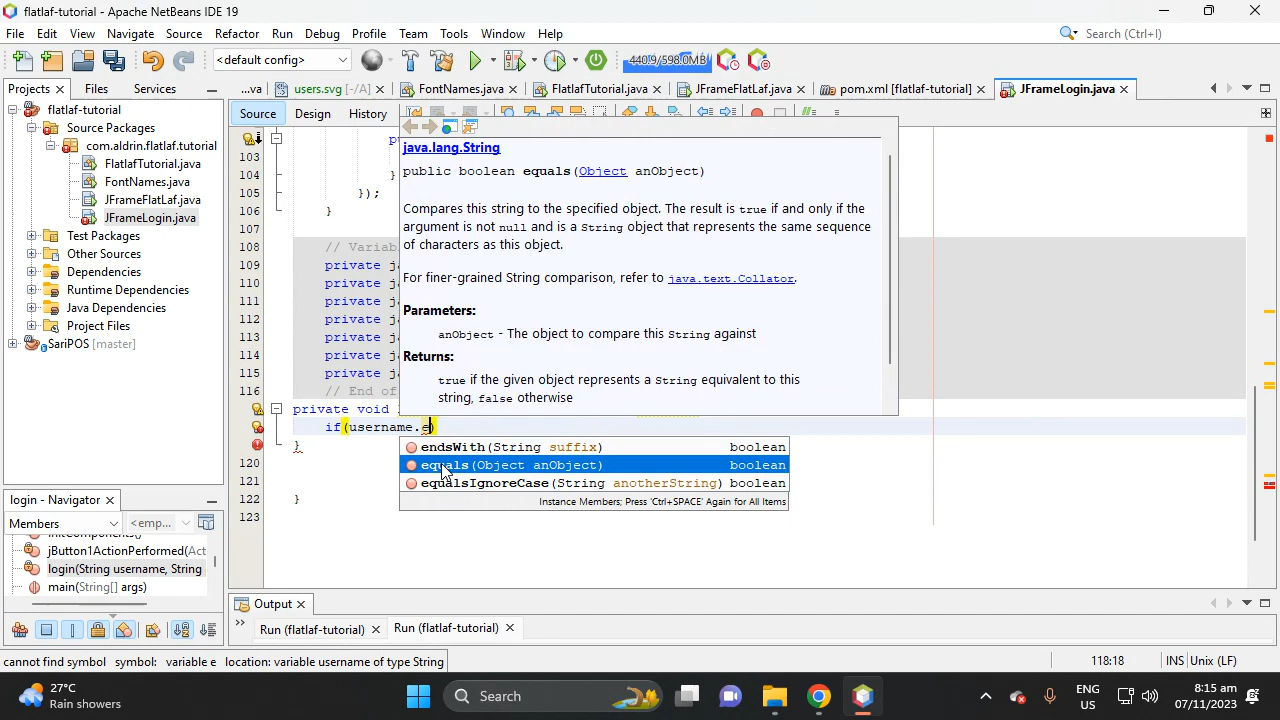 flatlaf-tutorial - Apache NetBeans IDE 19
File Edit View Navigate Source Refactor Run Debug Profile Team Tools Window Help
Search (Ctrl+I)
<default config>
440.9/598.0MB
Projects Files Services
...va users.svg [-/A] FontNames.java FlatlafTutorial.java JFrameFlatLaf.java pom.xml [flatlaf-tutorial] JFrameLogin.java
Source Design History
flatlaf-tutorial
Source Packages
com.aldrin.flatlaf.tutorial
FlatlafTutorial.java
FontNames.java
JFrameFlatLaf.java
JFrameLogin.java
Test Packages
Other Sources
Dependencies
Runtime Dependencies
Java Dependencies
Project Files
SariPOS [master]
103
104 }
105 });
106 }
107
108 // Varia
109 private ja
110 private ja
111 private ja
112 private ja
113 private ja
114 private ja
115 private ja
116 // End of
private void
if(username.e)
}
120
121
122 }
123
java.lang.String
public boolean equals(Object anObject)
Compares this string to the specified object. The result is true if and only if the
argument is not null and is a String object that represents the same sequence
of characters as this object.
For finer-grained String comparison, refer to java.text.Collator.
Parameters:
anObject - The object to compare this String against
Returns:
true if the given object represents a String equivalent to this
string, false otherwise
endsWith(String suffix) boolean
equals(Object anObject) boolean
equalsIgnoreCase(String anotherString) boolean
Instance Members; Press 'Ctrl+SPACE' Again for All Items
login - Navigator
Members <emp...
initComponents()
jButton1ActionPerformed(Act
login(String username, String
main(String[] args)
Output
Run (flatlaf-tutorial) Run (flatlaf-tutorial)
cannot find symbol symbol: variable e location: variable username of type String
118:18 INS Unix (LF)
27°C
Rain showers
Search
ENG
US
8:15 am
07/11/2023